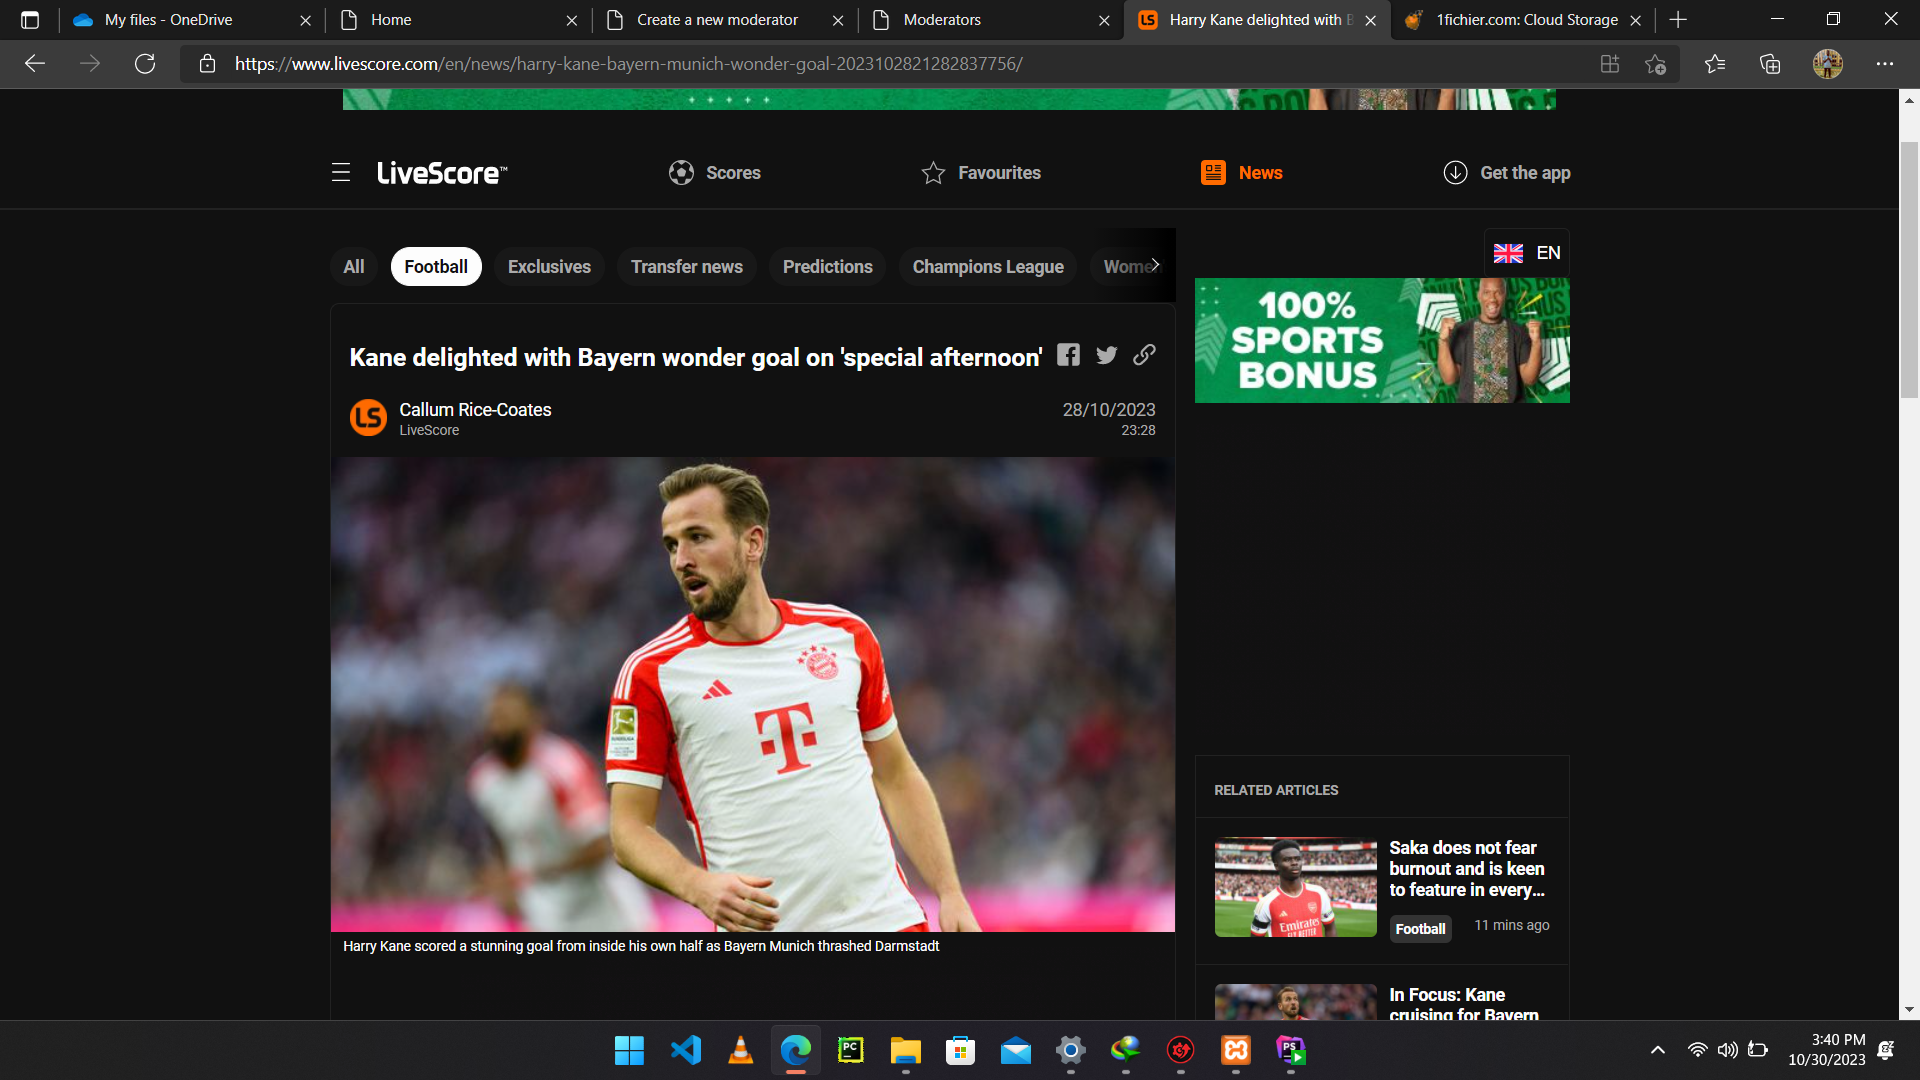 My files - OneDrive
Home
Create a new moderator
Moderators
Harry Kane delighted with B
1fichier.com: Cloud Storage
https://www.livescore.com/en/news/harry-kane-bayern-munich-wonder-goal-2023102821282837756/
LiveScore™
Scores
Favourites
News
Get the app
All
Football
Exclusives
Transfer news
Predictions
Champions League
Women
EN
100%
SPORTS
BONUS
Kane delighted with Bayern wonder goal on 'special afternoon'
LS
Callum Rice-Coates
LiveScore
28/10/2023
23:28
T
Harry Kane scored a stunning goal from inside his own half as Bayern Munich thrashed Darmstadt
RELATED ARTICLES
Saka does not fear
burnout and is keen
to feature in every...
Football
11 mins ago
In Focus: Kane
cruising for Bayern
PC
PS
3:40 PM
10/30/2023